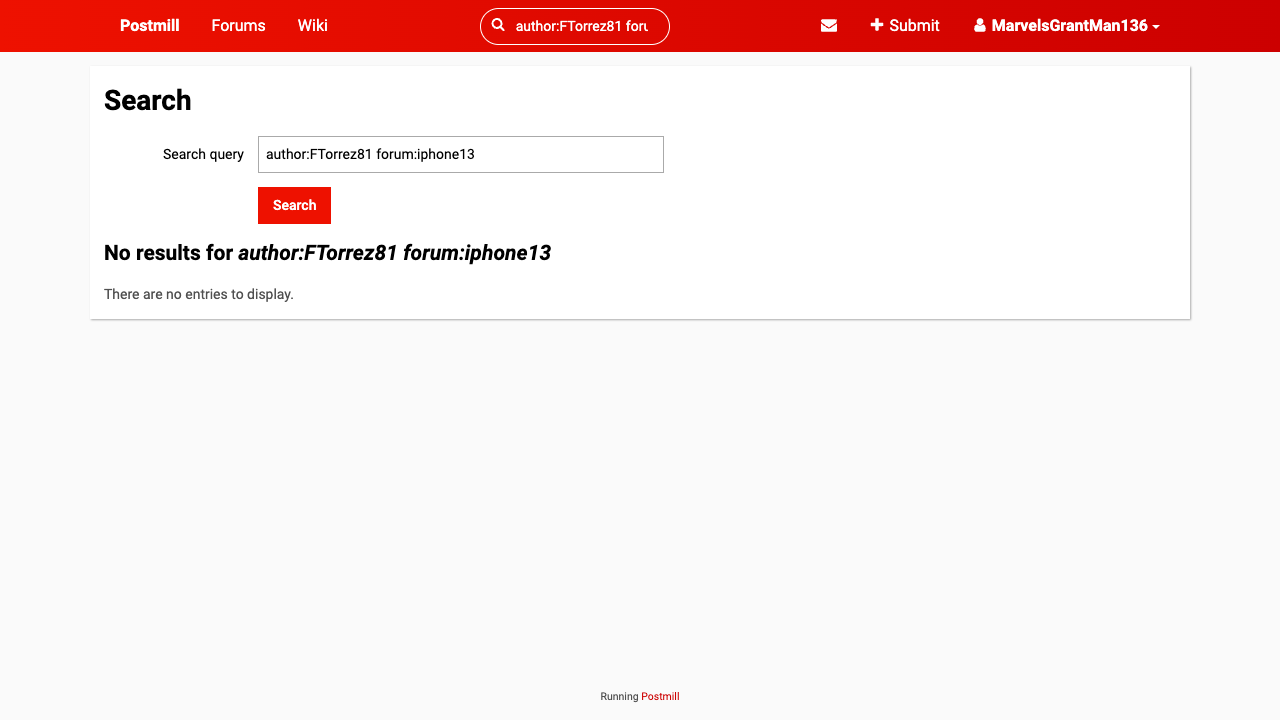 Postmill Forums Wiki author:FTorrez81 foru Submit MarvelsGrantMan136
Search
Search query author:FTorrez81 forum:iphone13
Search
No results for author:FTorrez81 forum:iphone13
There are no entries to display.
Running Postmill